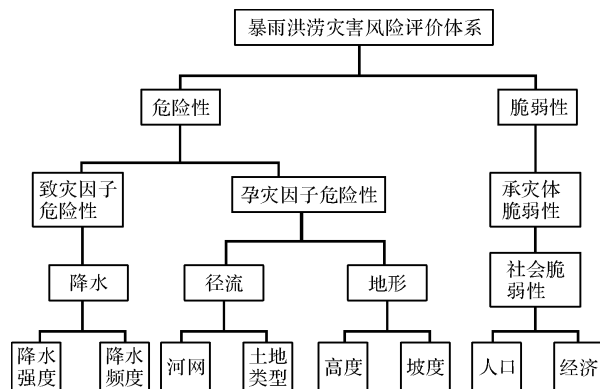 暴雨洪涝灾害风险评价体系
危险性
脆弱性
致灾因子
危险性
孕灾因子危险性
承灾体
脆弱性
降水
径流
地形
社会脆
弱性
降水
强度
降水
频度
河网
土地
类型
高度
坡度
人口
经济